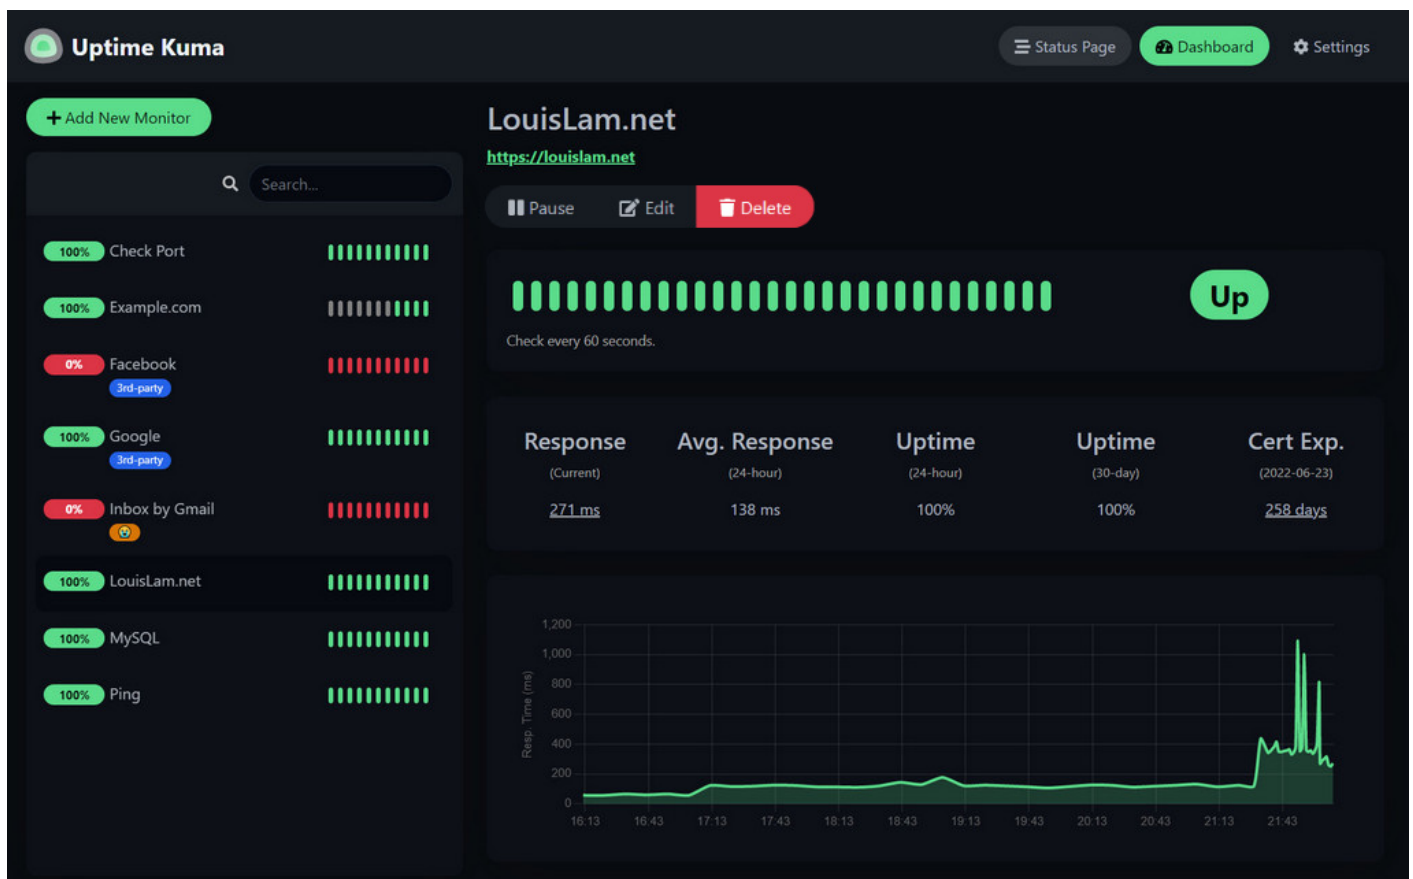 Uptime Kuma
Status Page
Dashboard
Settings
Add New Monitor
Search...
100% Check Port
100% Example.com
0% Facebook
3rd-party
100% Google
3rd-party
0% Inbox by Gmail
100% LouisLam.net
100% MySQL
100% Ping
LouisLam.net
https://louislam.net
Pause Edit Delete
Up
Check every 60 seconds.
Response Avg. Response Uptime Uptime Cert Exp.
(Current) (24-hour) (24-hour) (30-day) (2022-06-23)
271 ms 138 ms 100% 100% 258 days
Resp. Time (ms)
1,200
1,000
800
600
400
200
0
16:13 16:43 17:13 17:43 18:13 18:43 19:13 19:43 20:13 20:43 21:13 21:43